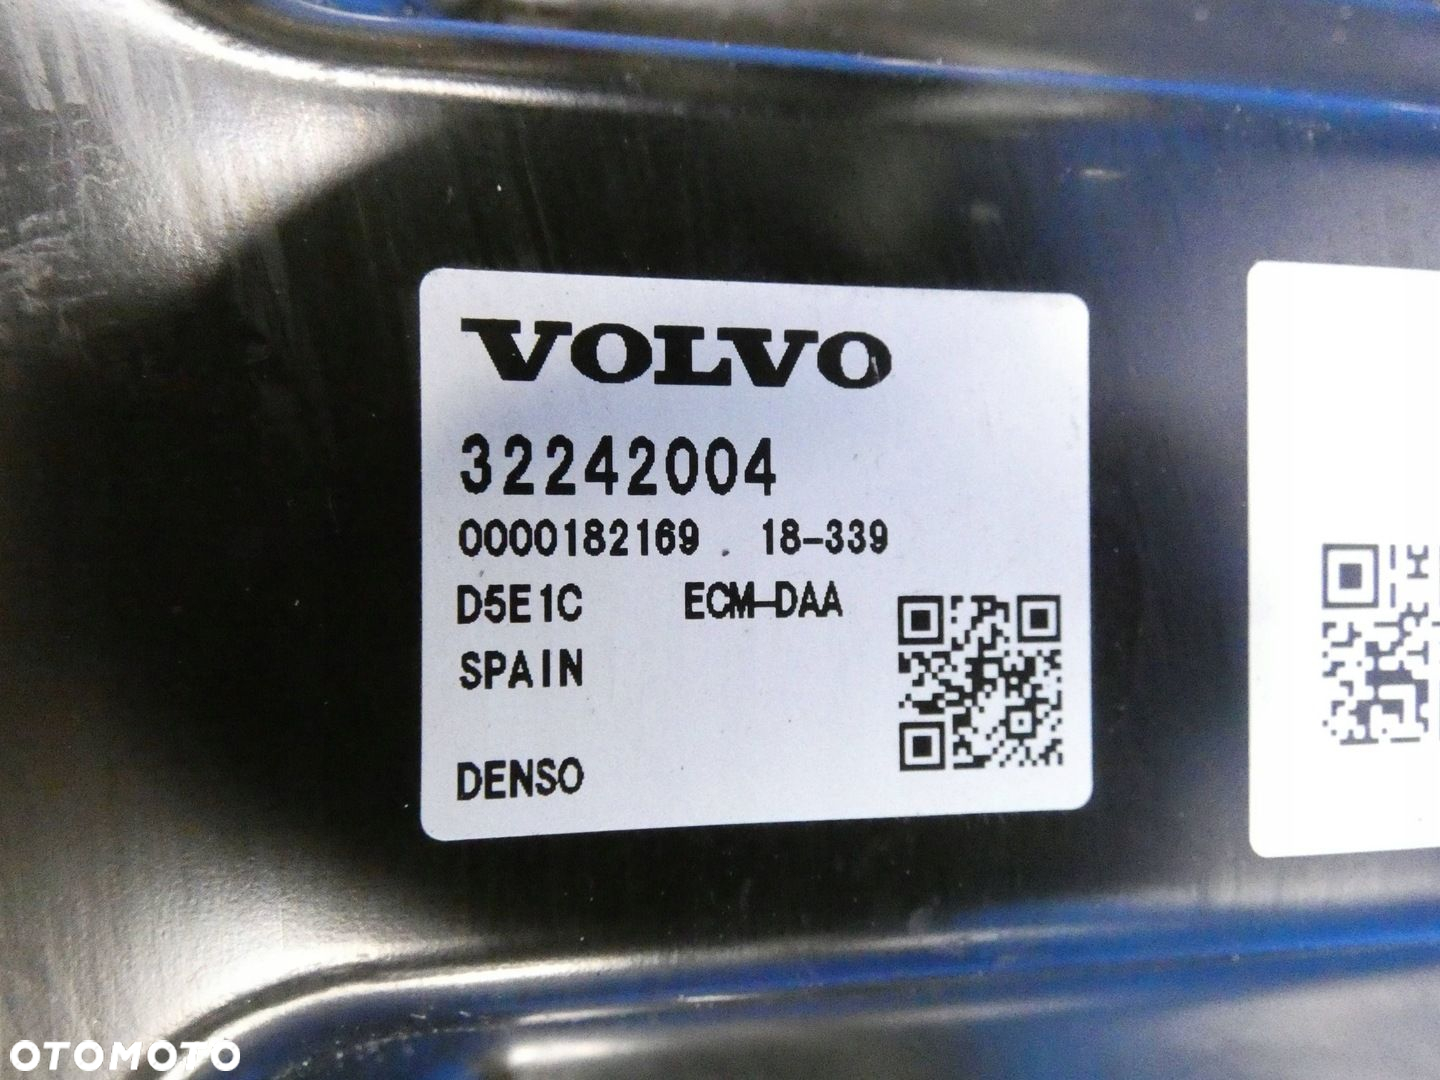 VOLVO
32242004
0000182169 18-339
D5E1C ECM-DAA
SPAIN
DENSO
OTOMOTO